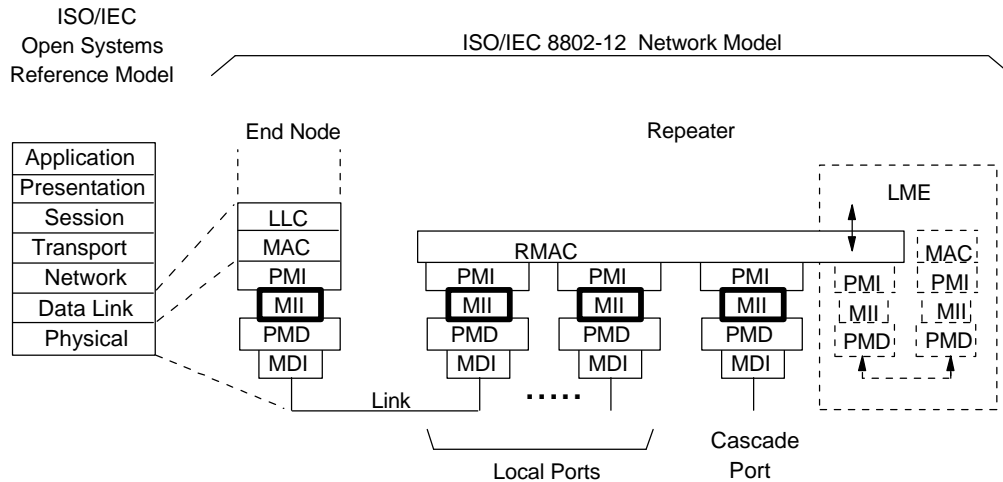 ISO/IEC
Open Systems
Reference Model
ISO/IEC 8802-12 Network Model
End Node
Repeater
Application
Presentation
Session
Transport
Network
Data Link
Physical
LLC
MAC
PMI
MII
PMD
MDI
RMAC
PMI
MII
PMD
MDI
PMI
MII
PMD
MDI
PMI
MII
PMD
MDI
LME
PMI
MII
PMD
MAC
PMI
MII
PMD
Link
.....
Local Ports
Cascade
Port